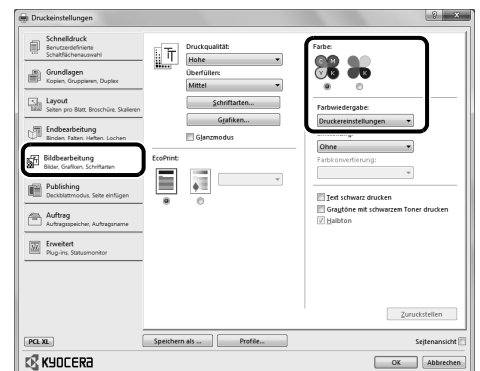 Druckeinstellungen
Schnelldruck
Benutzerdefinierte
Schaltflächenauswahl
Grundlagen
Kopien, Gruppieren, Duplex
Layout
Seiten pro Blatt, Broschüre, Skalieren
Endbearbeitung
Binden, Falten, Heften, Lochen
Bildbearbeitung
Bilder, Grafiken, Schriftarten
Publishing
Deckblattmodus, Seite einfügen
Auftrag
Auftragsspeicher, Auftragsname
Erweitert
Plug-ins, Statusmonitor
Druckqualität:
Hohe
Überfüllen:
Mittel
Schriftarten...
Grafiken...
Glanzmodus
EcoPrint:
Farbe:
C M
Y K
K
Farbwiedergabe:
Druckereinstellungen
Ohne
Farbkonvertierung:
Text schwarz drucken
Grautöne mit schwarzem Toner drucken
Halbton
Zurückstellen
PCL XL
Speichern als ...
Profile...
Seitenansicht
KYOCERA
OK
Abbrechen